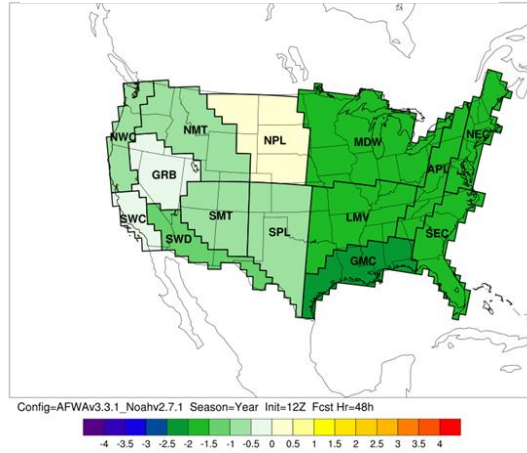 NWC
NMT
NPL
MDW
NEC
APL
GRB
SWC
SMT
SPL
LMV
SEC
SWD
GMC
Config=AFWAv3.3.1_Noahv2.7.1 Season=Year Init=12Z Fcst Hr=48h
-4 -3.5 -3 -2.5 -2 -1.5 -1 -0.5 0 0.5 1 1.5 2 2.5 3 3.5 4